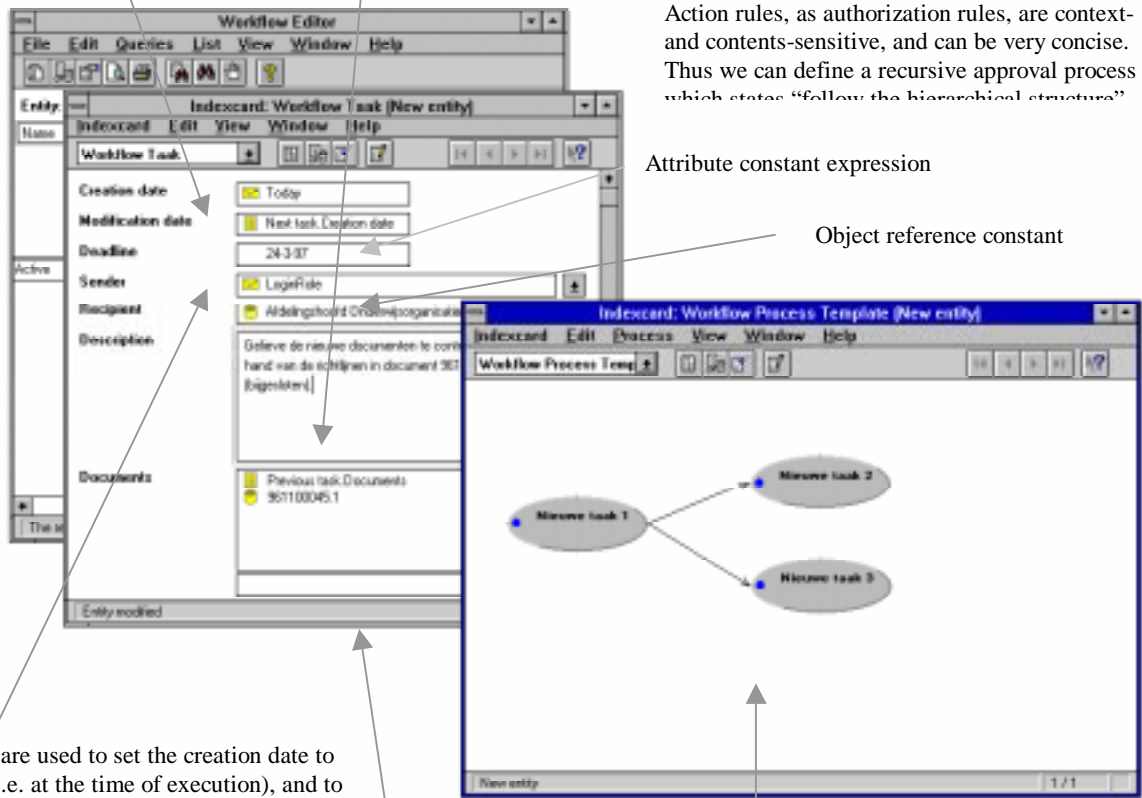 Action rules, as authorization rules, are context-
and contents-sensitive, and can be very concise.
Thus we can define a recursive approval process
which states "follow the hierarchical structure"
Workflow Editor
File Edit Queries List View Window Help
Entity:
Name
Active
Indexcard: Workflow Task (New entity)
Indexcard Edit View Window Help
Workflow Task
Creation date
Today
Modification date
Next task.Creation date
Deadline
24-3-97
Sender
LoginRole
Recipient
Afdelingshoofd Onderwijsorganisatie
Description
Gelieve de nieuwe documenten te
hand van de richtlijnen in document 961
(bijgesloten)
Documents
Previous task.Documents
961100045.1
Entity modified
Attribute constant expression
Object reference constant
Indexcard: Workflow Process Template (New entity)
Indexcard Edit Process View Window Help
Workflow Process Temp
Nieuwe taak 1
Nieuwe taak 2
Nieuwe taak 3
New entity
1 / 1
are used to set the creation date to
i.e. at the time of execution), and to